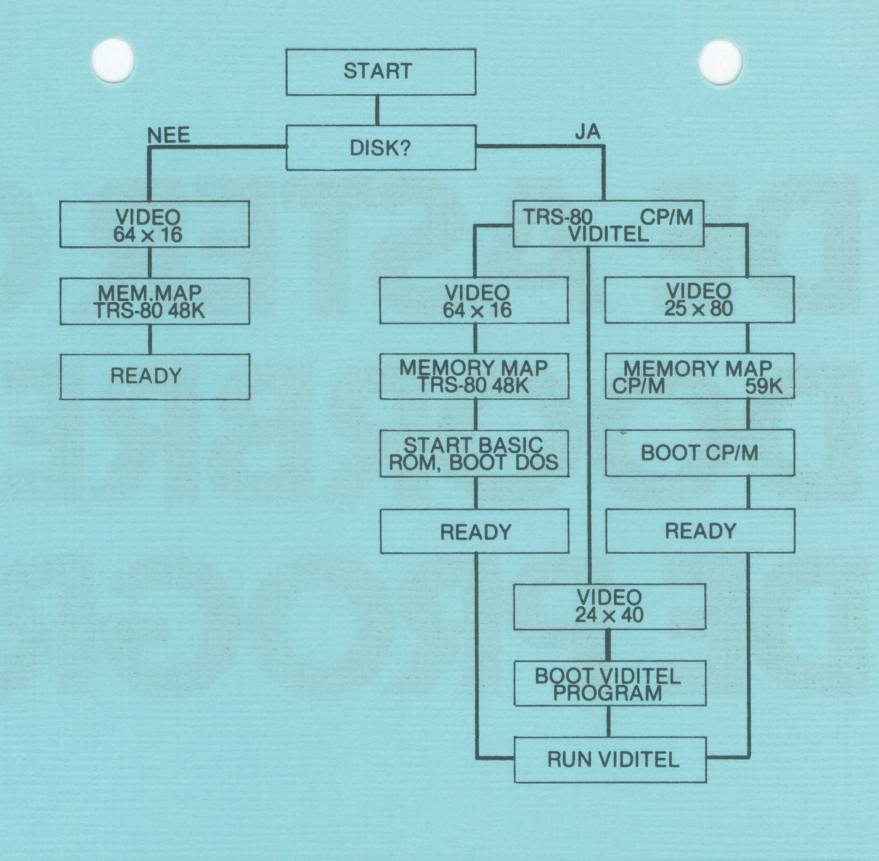 START
NEE
DISK?
JA
VIDEO
64 × 16
MEM.MAP
TRS-80 48K
READY
TRS-80 CP/M
VIDITEL
VIDEO
64 × 16
MEMORY MAP
TRS-80 48K
START BASIC
ROM, BOOT DOS
READY
VIDEO
25 × 80
MEMORY MAP
CP/M 59K
BOOT CP/M
READY
VIDEO
24 × 40
BOOT VIDITEL
PROGRAM
RUN VIDITEL